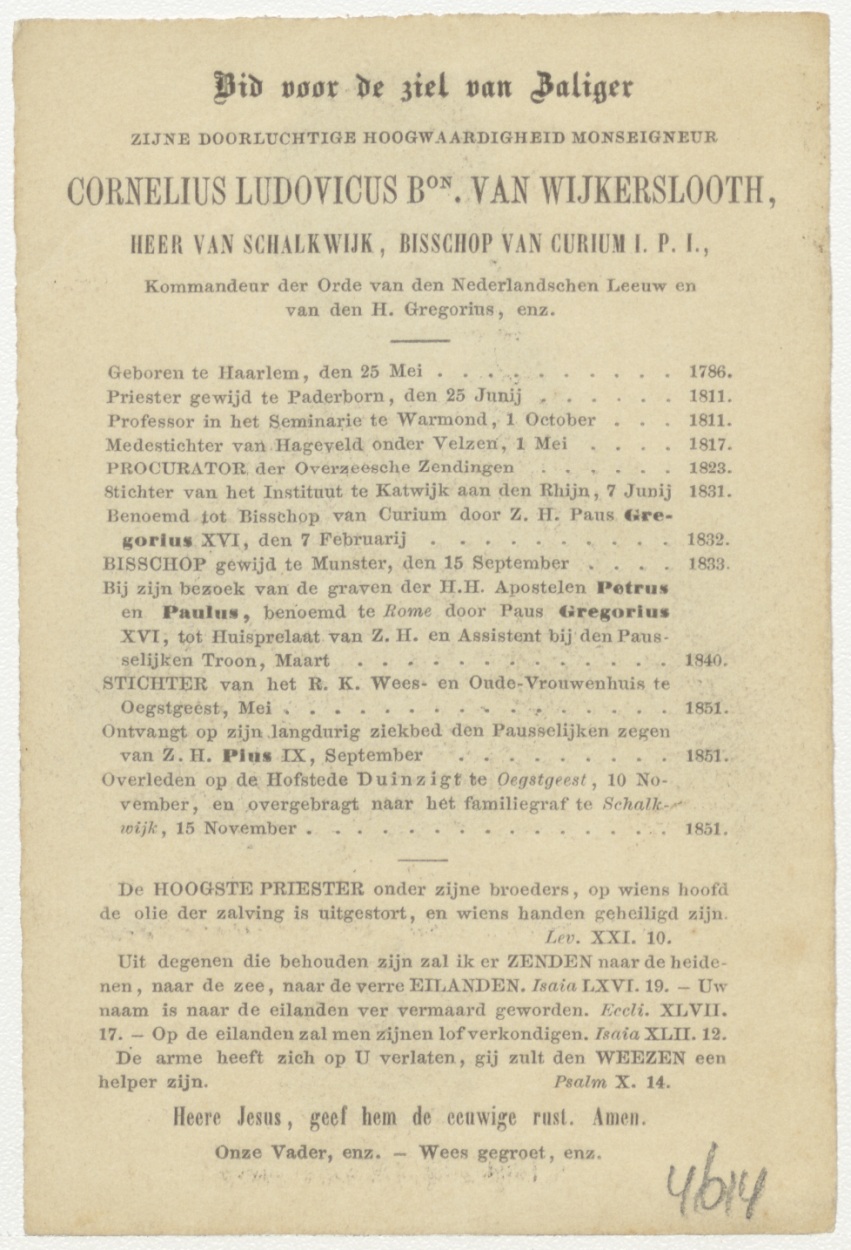 Bid voor de ziel van Zaliger
ZIJNE DOORLUCHTIGE HOOGWAARDIGHEID MONSEIGNEUR
CORNELIUS LUDOVICUS Bᴼᴺ. VAN WIJKERSLOOTH,
HEER VAN SCHALKWIJK, BISSCHOP VAN CURIUM I. P. I.,
Kommandeur der Orde van den Nederlandschen Leeuw en
van den H. Gregorius, enz.
Geboren te Haarlem, den 25 Mei . . . . . . . . . . 1786.
Priester gewijd te Paderborn, den 25 Junij . . . . . . 1811.
Professor in het Seminarie te Warmond, 1 October . . . 1811.
Medestichter van Hageveld onder Velzen, 1 Mei . . . . 1817.
PROCURATOR der Overzeesche Zendingen . . . . . . 1823.
Stichter van het Instituut te Katwijk aan den Rhijn, 7 Junij 1831.
Benoemd tot Bisschop van Curium door Z. H. Paus Gre-
gorius XVI, den 7 Februarij . . . . . . . . . . 1832.
BISSCHOP gewijd te Munster, den 15 September . . . . 1833.
Bij zijn bezoek van de graven der H.H. Apostelen Petrus
en Paulus, benoemd te Rome door Paus Gregorius
XVI, tot Huisprelaat van Z. H. en Assistent bij den Paus-
selijken Troon, Maart . . . . . . . . . . . . . 1840.
STICHTER van het R. K. Wees- en Oude-Vrouwenhuis te
Oegstgeest, Mei . . . . . . . . . . . . . . . . 1851.
Ontvangt op zijn langdurig ziekbed den Pausselijken zegen
van Z. H. Pius IX, September . . . . . . . . . 1851.
Overleden op de Hofstede Duinzigt te Oegstgeest, 10 No-
vember, en overgebragt naar het familiegraf te Schalk-
wijk, 15 November . . . . . . . . . . . . . . . 1851.
De HOOGSTE PRIESTER onder zijne broeders, op wiens hoofd
de olie der zalving is uitgestort, en wiens handen geheiligd zijn.
Lev. XXI. 10.
Uit degenen die behouden zijn zal ik er ZENDEN naar de heide-
nen, naar de zee, naar de verre EILANDEN. Isaia LXVI. 19. — Uw
naam is naar de eilanden ver vermaard geworden. Eccli. XLVII.
17. — Op de eilanden zal men zijnen lof verkondigen. Isaia XLII. 12.
De arme heeft zich op U verlaten, gij zult den WEEZEN een
helper zijn. Psalm X. 14.
Heere Jesus, geef hem de eeuwige rust. Amen.
Onze Vader, enz. — Wees gegroet, enz.
4614